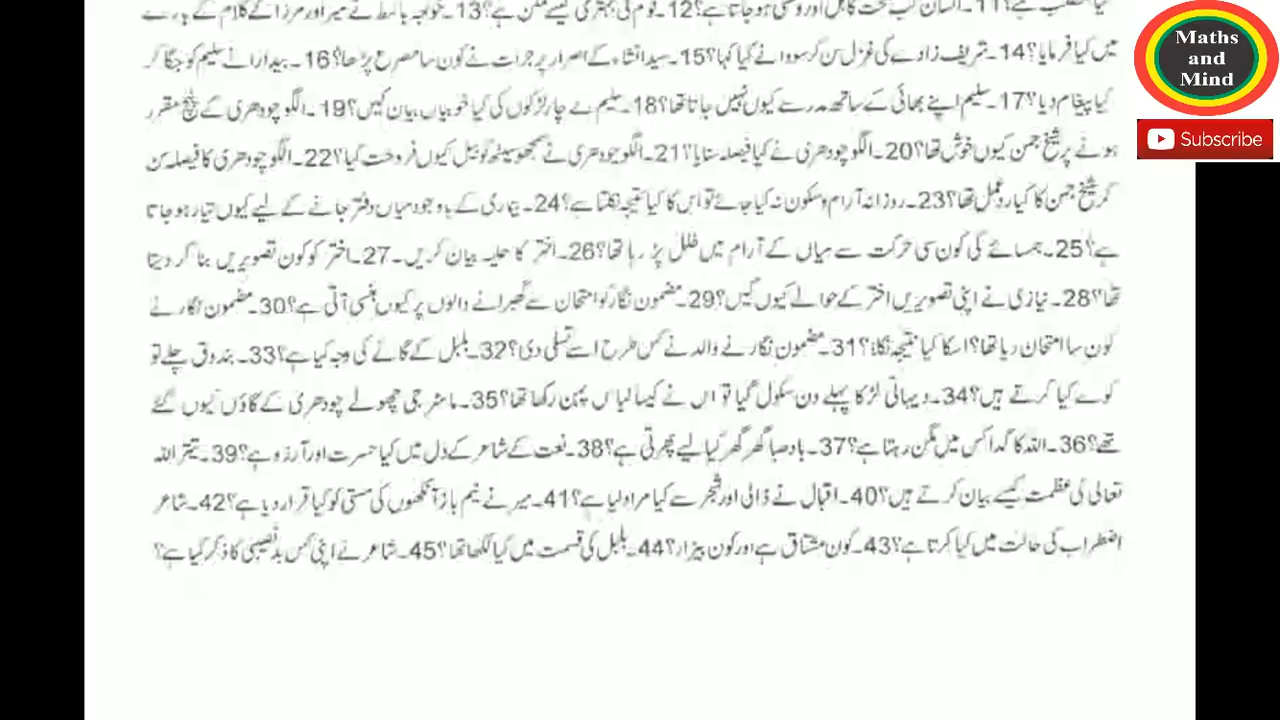 کیا مطلب ہے؟ 11۔ انسان کب سخت کاہل اور وحشی ہو جاتا ہے؟ 12۔ قوم کی بہتری کیسے ممکن ہے؟ 13۔ خواجہ باسط نے میر اور مرزا کے کلام کے بارے
میں کیا فرمایا؟ 14۔ شریف زادے کی غزل سن کر سودا نے کیا کہا؟ 15۔ سید انشاء کے اصرار پر جرات نے کون سا مصرع پڑھا؟ 16۔ بیدارا نے سلیم کو جگا کر
کیا پیغام دیا؟ 17۔ سلیم اپنے بھائی کے ساتھ مدرسے کیوں نہیں جاتا تھا؟ 18۔ سلیم نے چار لڑکوں کی کیا خوبیاں بیان کیں؟ 19۔ الگو چودھری کے پنچ مقرر
ہونے پر شیخ جمن کیوں خوش تھا؟ 20۔ الگو چودھری نے کیا فیصلہ سنایا؟ 21۔ الگو چودھری نے سمجھو سیٹھ کو بیل کیوں فروخت کیا؟ 22۔ الگو چودھری کا فیصلہ سن
کر شیخ جمن کا کیا ردِعمل تھا؟ 23۔ روزانہ آرام و سکون نہ کیا جائے تو اس کا کیا نتیجہ نکلتا ہے؟ 24۔ بیماری کے باوجود میاں دفتر جانے کے لیے کیوں تیار ہو جاتا
ہے؟ 25۔ ہمسائے کی کون سی حرکت سے میاں کے آرام میں خلل پڑ رہا تھا؟ 26۔ اختر کا حلیہ بیان کریں۔ 27۔ اختر کو کون تصویریں بنا کر دیتا
تھا؟ 28۔ نیازی نے اپنی تصویریں اختر کے حوالے کیوں کیں؟ 29۔ مضمون نگار کو امتحان سے گھبرانے والوں پر کیوں ہنسی آتی ہے؟ 30۔ مضمون نگار نے
کون سا امتحان دیا تھا؟ اسکا کیا نتیجہ نکلا؟ 31۔ مضمون نگار نے والد نے کس طرح اسے تسلی دی؟ 32۔ بلبل کے گانے کی وجہ کیا ہے؟ 33۔ بندوق چلے تو
کوے کیا کرتے ہیں؟ 34۔ دیہاتی لڑکا پہلے دن سکول گیا تو اس نے کیسا لباس پہن رکھا تھا؟ 35۔ ماسٹر جی چھوٹے چودھری کے گاؤں کیوں گئے
تھے؟ 36۔ اللہ کا گدا کس میں مگن رہتا ہے؟ 37۔ بادِ صبا گھر گھر کیا لیے پھرتی ہے؟ 38۔ نعت کے شاعر کے دل میں کیا حسرت اور آرزو ہے؟ 39۔ تیتر اللہ
تعالی کی عظمت کیسے بیان کرتے ہیں؟ 40۔ اقبال نے ڈالی اور شجر سے کیا مراد لیا ہے؟ 41۔ میر نے نیم باز آنکھوں کی مستی کو کیا قرار دیا ہے؟ 42۔ شاعر
اضطراب کی حالت میں کیا کرتا ہے؟ 43۔ کون مشتاق ہے اور کون بیزار؟ 44۔ بلبل کی قسمت میں کیا لکھا تھا؟ 45۔ شاعر نے اپنی کس بدنصیبی کا ذکر کیا ہے؟
Maths
and
Mind
Subscribe